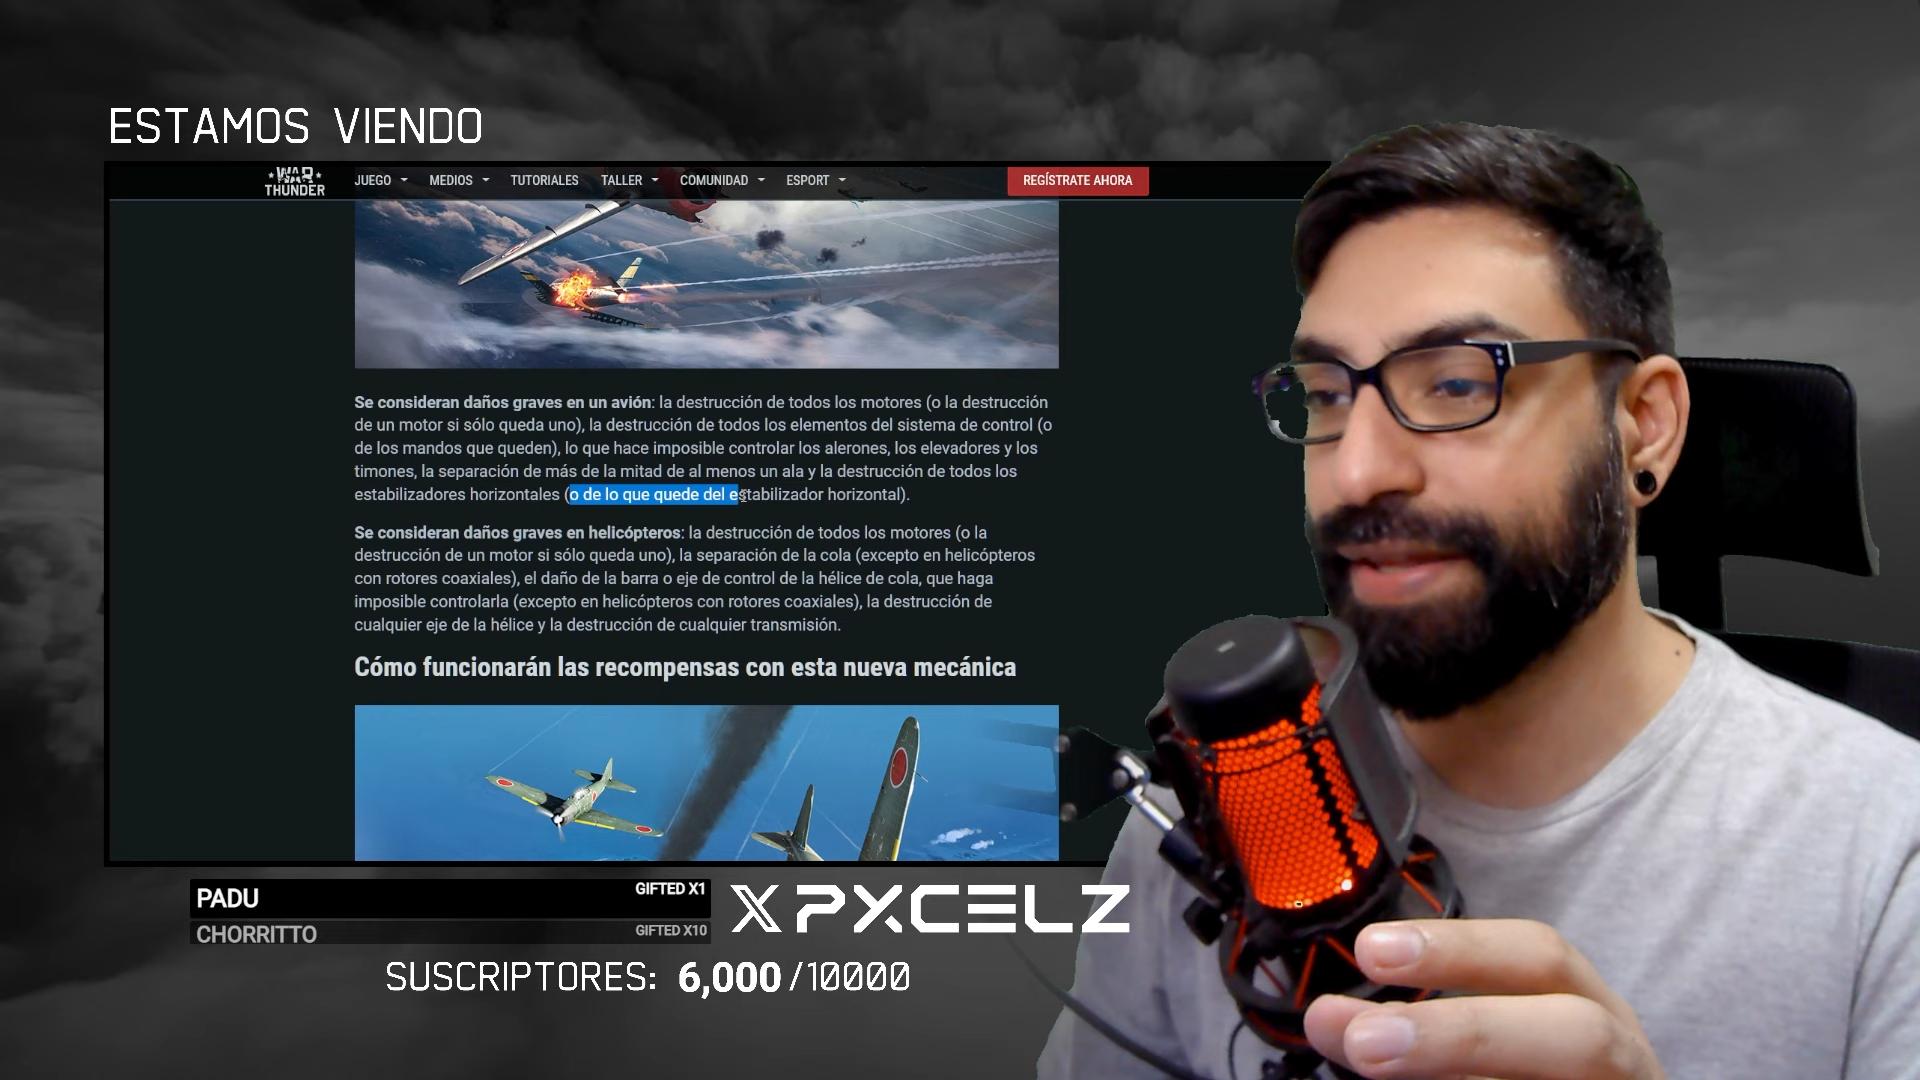 ESTAMOS VIENDO
WAR THUNDER
JUEGO MEDIOS TUTORIALES TALLER COMUNIDAD ESPORT REGÍSTRATE AHORA
Se consideran daños graves en un avión: la destrucción de todos los motores (o la destrucción
de un motor si sólo queda uno), la destrucción de todos los elementos del sistema de control (o
de los mandos que queden), lo que hace imposible controlar los alerones, los elevadores y los
timones, la separación de más de la mitad de al menos un ala y la destrucción de todos los
estabilizadores horizontales (o de lo que quede del estabilizador horizontal).
Se consideran daños graves en helicópteros: la destrucción de todos los motores (o la
destrucción de un motor si sólo queda uno), la separación de la cola (excepto en helicópteros
con rotores coaxiales), el daño de la barra o eje de control de la hélice de cola, que haga
imposible controlarla (excepto en helicópteros con rotores coaxiales), la destrucción de
cualquier eje de la hélice y la destrucción de cualquier transmisión.
Cómo funcionarán las recompensas con esta nueva mecánica
PADU GIFTED X1
CHORRITTO GIFTED X10
X PXCELZ
SUSCRIPTORES: 6,000/10000